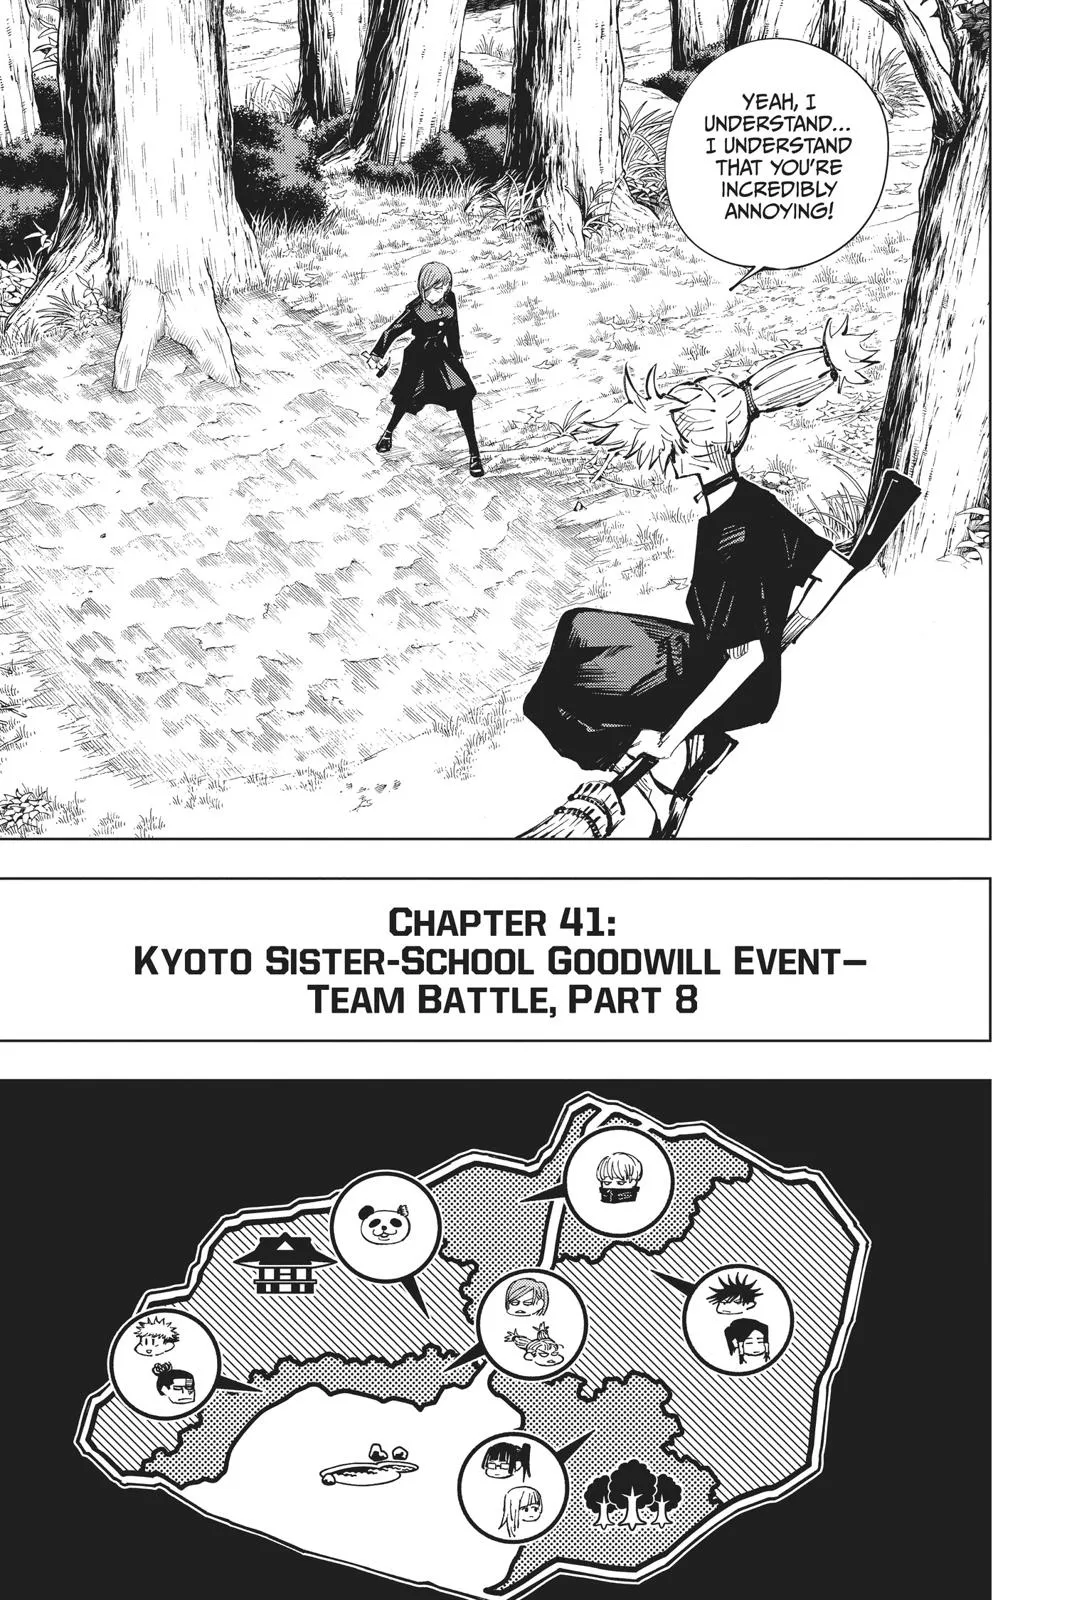 YEAH, I
UNDERSTAND...
I UNDERSTAND
THAT YOU'RE
INCREDIBLY
ANNOYING!
CHAPTER 41:
KYOTO SISTER-SCHOOL GOODWILL EVENT—
TEAM BATTLE, PART 8